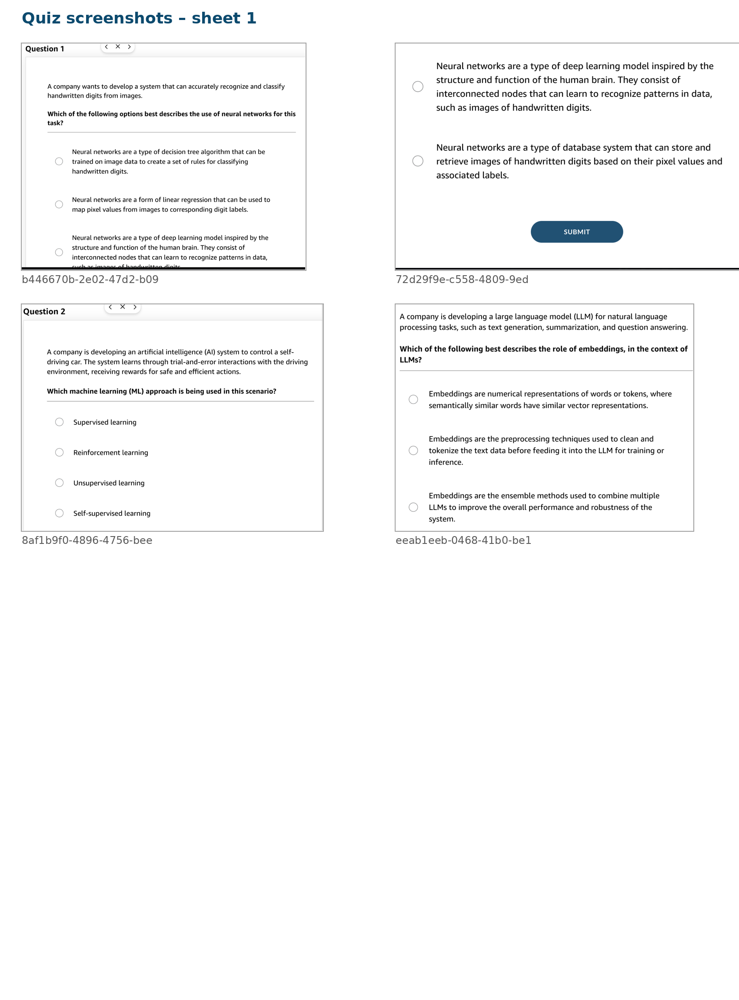 Quiz screenshots – sheet 1
Question 1
A company wants to develop a system that can accurately recognize and classify
handwritten digits from images.
Which of the following options best describes the use of neural networks for this
task?
Neural networks are a type of decision tree algorithm that can be
trained on image data to create a set of rules for classifying
handwritten digits.
Neural networks are a form of linear regression that can be used to
map pixel values from images to corresponding digit labels.
Neural networks are a type of deep learning model inspired by the
structure and function of the human brain. They consist of
interconnected nodes that can learn to recognize patterns in data,
such as images of handwritten digits.
b446670b-2e02-47d2-b09
Neural networks are a type of deep learning model inspired by the
structure and function of the human brain. They consist of
interconnected nodes that can learn to recognize patterns in data,
such as images of handwritten digits.
Neural networks are a type of database system that can store and
retrieve images of handwritten digits based on their pixel values and
associated labels.
SUBMIT
72d29f9e-c558-4809-9ed
Question 2
A company is developing an artificial intelligence (AI) system to control a self-
driving car. The system learns through trial-and-error interactions with the driving
environment, receiving rewards for safe and efficient actions.
Which machine learning (ML) approach is being used in this scenario?
Supervised learning
Reinforcement learning
Unsupervised learning
Self-supervised learning
8af1b9f0-4896-4756-bee
A company is developing a large language model (LLM) for natural language
processing tasks, such as text generation, summarization, and question answering.
Which of the following best describes the role of embeddings, in the context of
LLMs?
Embeddings are numerical representations of words or tokens, where
semantically similar words have similar vector representations.
Embeddings are the preprocessing techniques used to clean and
tokenize the text data before feeding it into the LLM for training or
inference.
Embeddings are the ensemble methods used to combine multiple
LLMs to improve the overall performance and robustness of the
system.
eeab1eeb-0468-41b0-be1